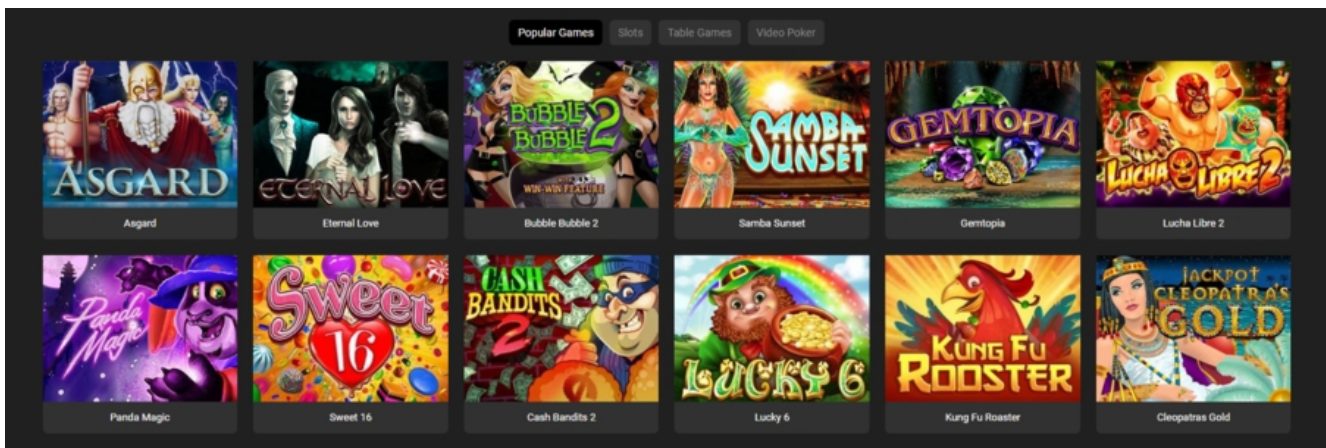 Popular Games Slots Table Games Video Poker
ASGARD
ETERNAL LOVE
BUBBLE BUBBLE 2
WIN-WIN FEATURE
SAMBA SUNSET
GEMTOPIA
LUCHA LIBRE 2
Asgard
Eternal Love
Bubble Bubble 2
Samba Sunset
Gemtopia
Lucha Libre 2
Panda Magic
Sweet 16
CASH BANDITS 2
LUCKY 6
KUNG FU ROOSTER
JACKPOT CLEOPATRA'S GOLD
Panda Magic
Sweet 16
Cash Bandits 2
Lucky 6
Kung Fu Roaster
Cleopatras Gold